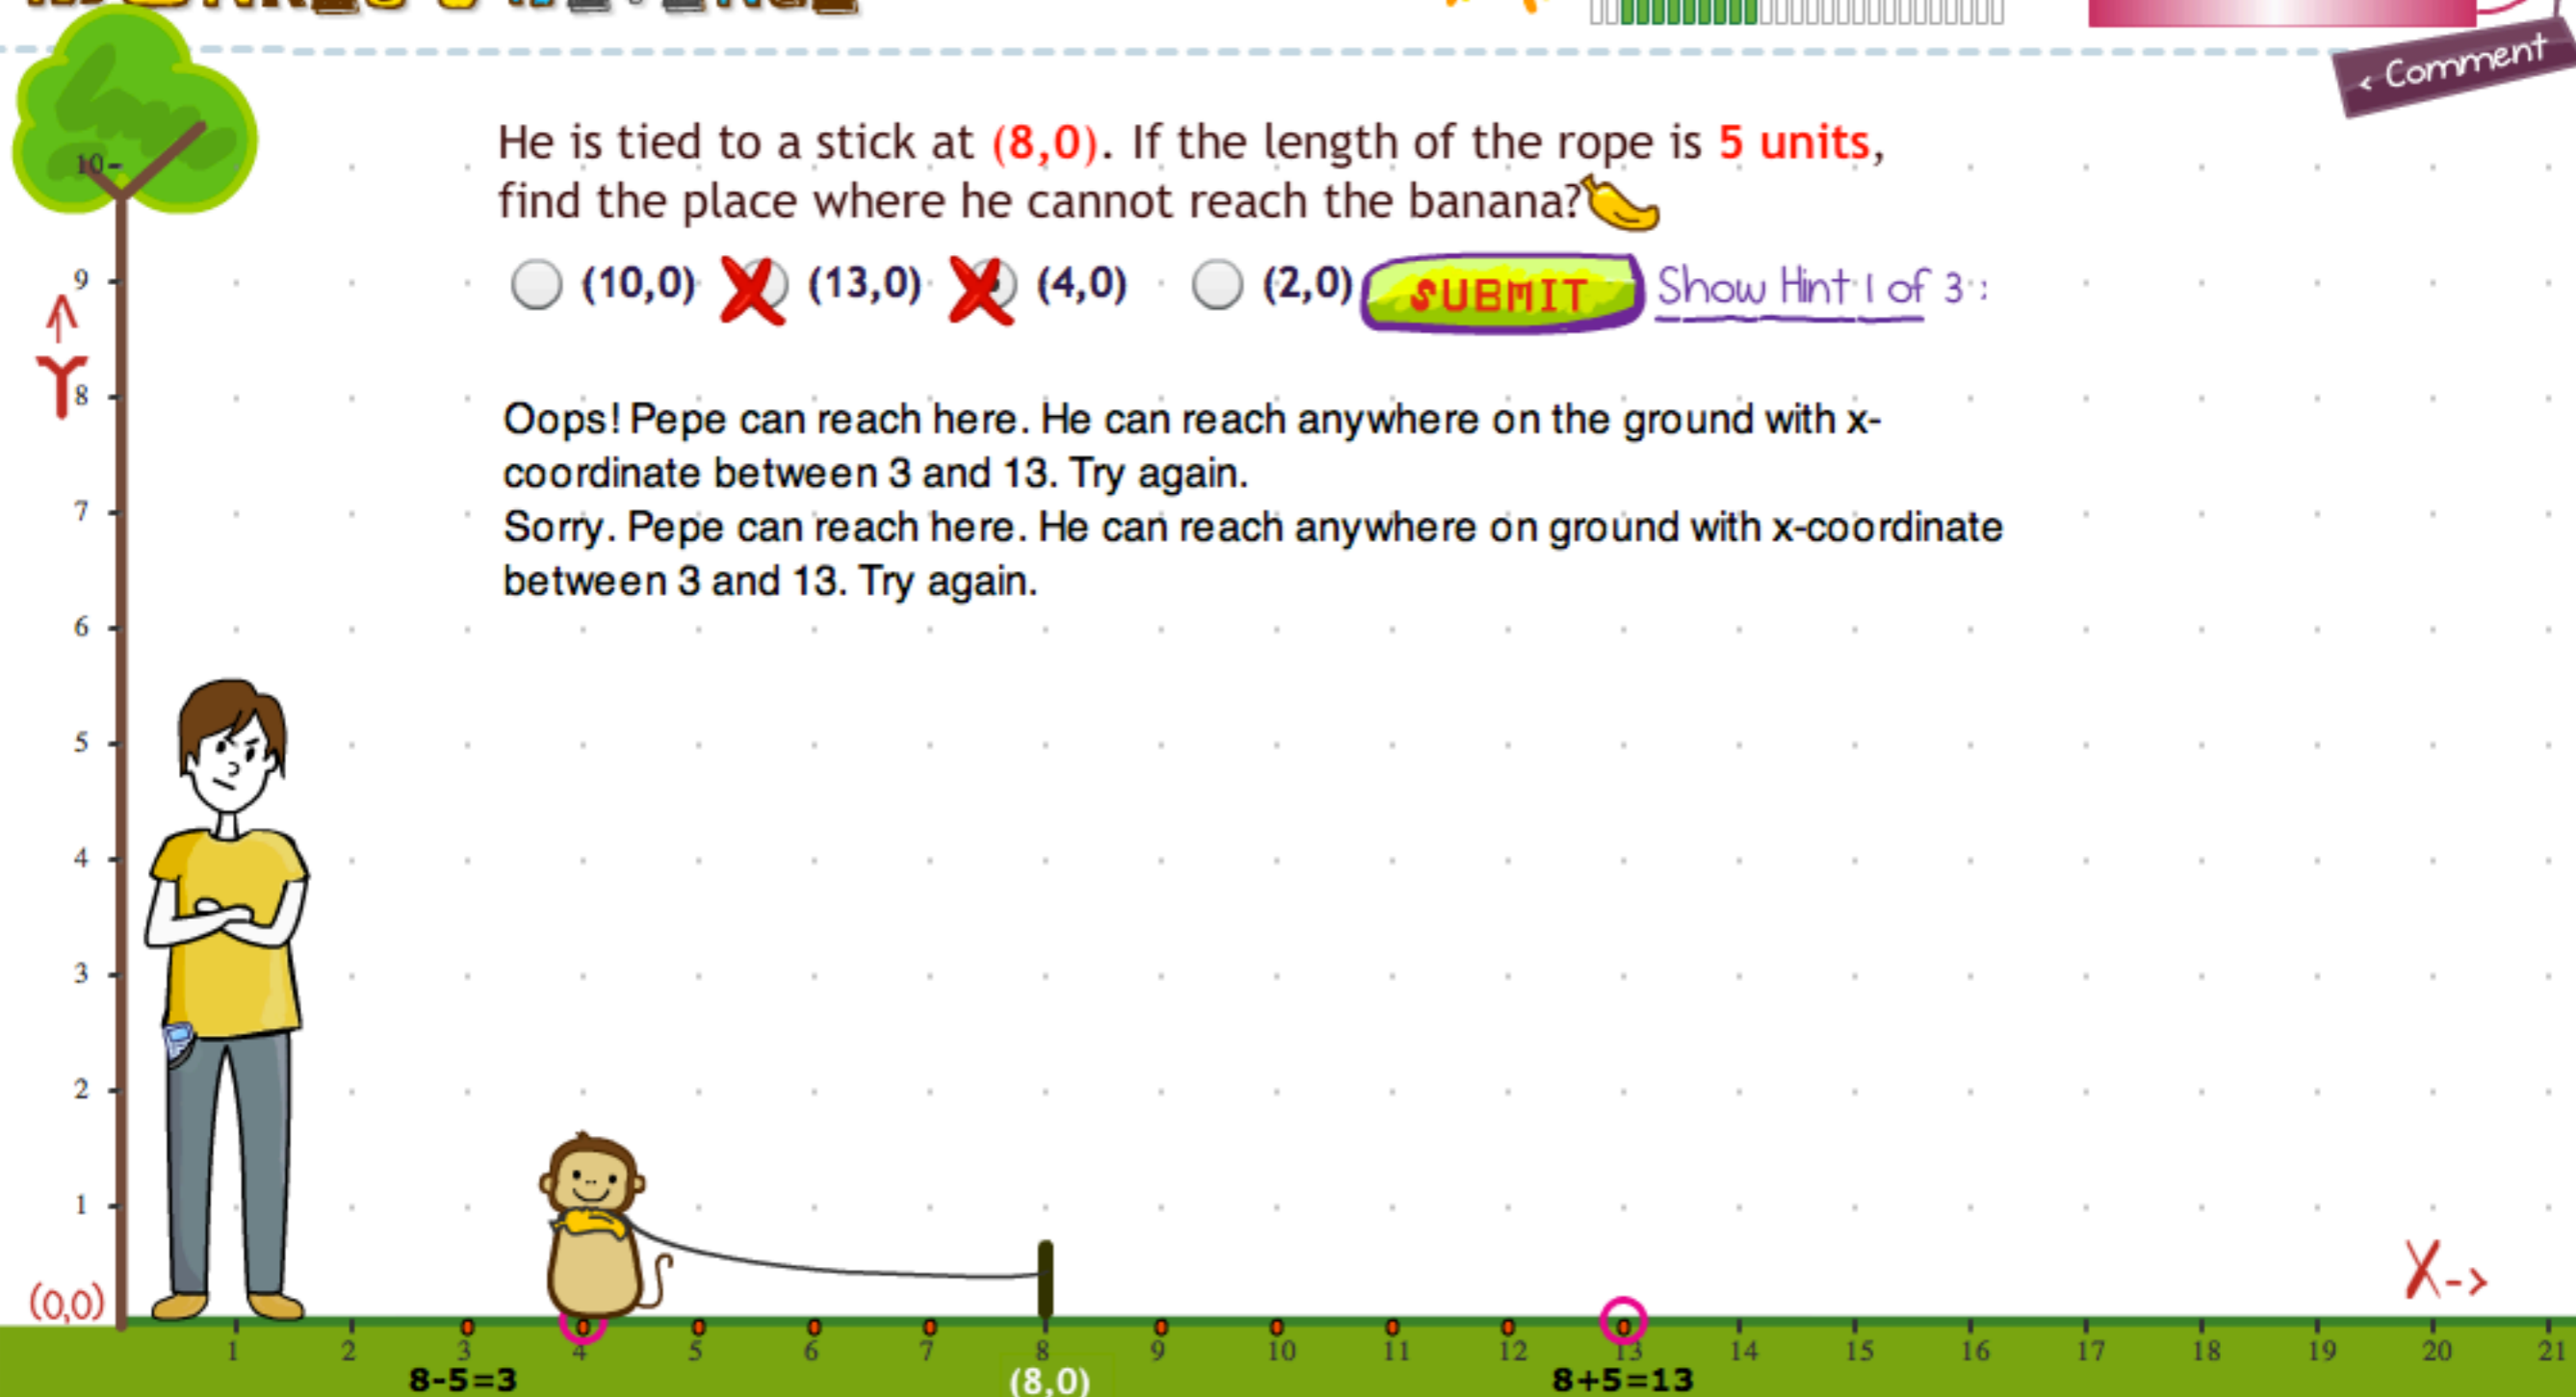 < Comment
He is tied to a stick at (8,0). If the length of the rope is 5 units,
find the place where he cannot reach the banana?
(10,0) (13,0) (4,0) (2,0) SUBMIT Show Hint 1 of 3
Oops! Pepe can reach here. He can reach anywhere on the ground with x-
coordinate between 3 and 13. Try again.
Sorry. Pepe can reach here. He can reach anywhere on ground with x-coordinate
between 3 and 13. Try again.
10
9
Y
8
7
6
5
4
3
2
1
X->
(0,0)
1 2 3 4 5 6 7 8 9 10 11 12 13 14 15 16 17 18 19 20 21
8-5=3 (8,0) 8+5=13